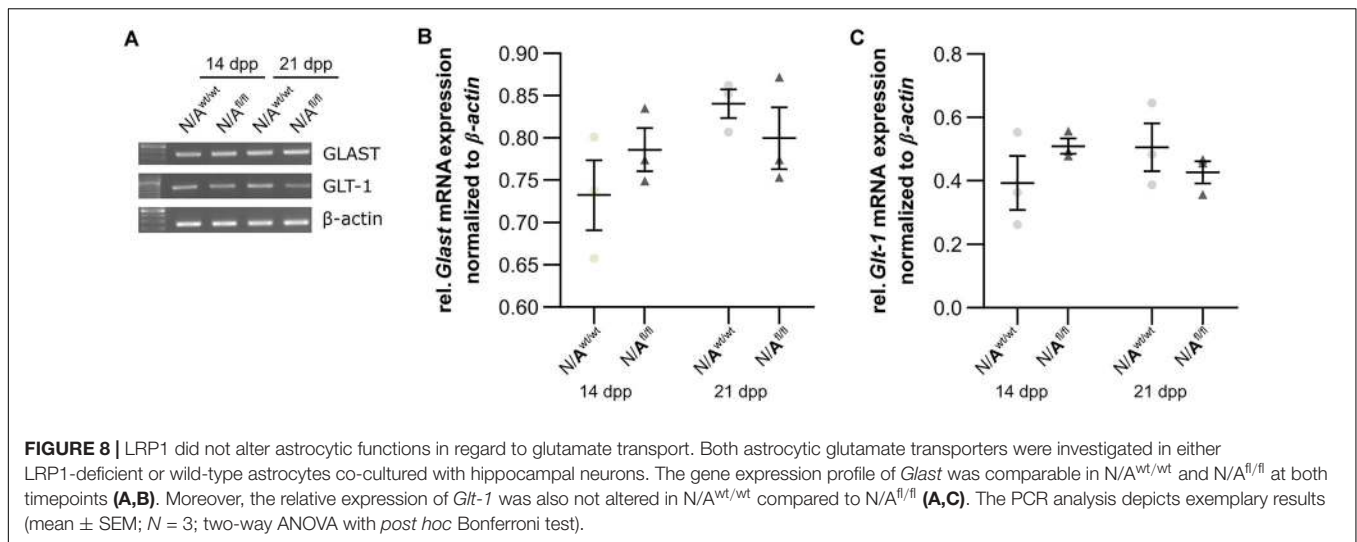 A
14 dpp 21 dpp
N/A^wt/wt N/A^fl/fl N/A^wt/wt N/A^fl/fl
GLAST
GLT-1
β-actin
B
rel. Glast mRNA expression
normalized to β-actin
0.90
0.85
0.80
0.75
0.70
0.65
0.60
N/A^wt/wt N/A^fl/fl N/A^wt/wt N/A^fl/fl
14 dpp 21 dpp
C
rel. Glt-1 mRNA expression
normalized to β-actin
0.8
0.6
0.4
0.2
0.0
N/A^wt/wt N/A^fl/fl N/A^wt/wt N/A^fl/fl
14 dpp 21 dpp
FIGURE 8 | LRP1 did not alter astrocytic functions in regard to glutamate transport. Both astrocytic glutamate transporters were investigated in either
LRP1-deficient or wild-type astrocytes co-cultured with hippocampal neurons. The gene expression profile of Glast was comparable in N/A^wt/wt and N/A^fl/fl at both
timepoints (A,B). Moreover, the relative expression of Glt-1 was also not altered in N/A^wt/wt compared to N/A^fl/fl (A,C). The PCR analysis depicts exemplary results
(mean ± SEM; N = 3; two-way ANOVA with post hoc Bonferroni test).